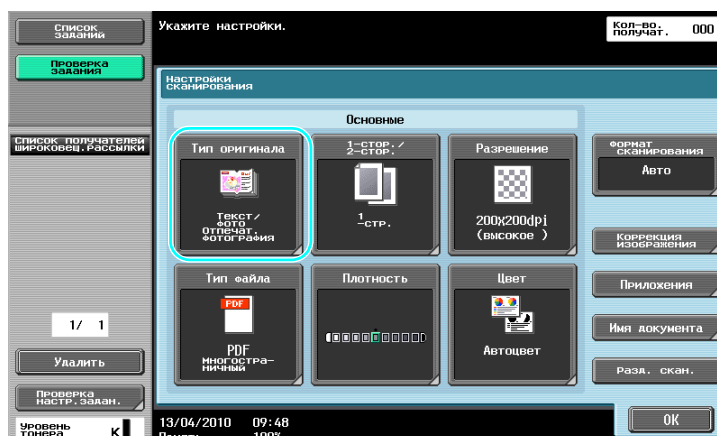 Список
заданий
Укажите настройки.
Кол-во.
получат. 000
Проверка
задания
Настройки
сканирования
Основные
Список получателей
широковещ.рассылки
Тип оригинала
1-стор./
2-стор.
Разрешение
Формат
сканирования
Авто
Текст/
фото
отпечат.
фотография
1
-стр.
200X200dpi
(высокое )
Коррекция
изображения
Тип файла
Плотность
Цвет
Приложения
PDF
1/ 1
Имя документа
PDF
многостра-
ничный
Автоцвет
Удалить
Разд. скан.
Проверка
настр.задан.
Уровень
тонера K
13/04/2010 09:48
Память 100%
OK